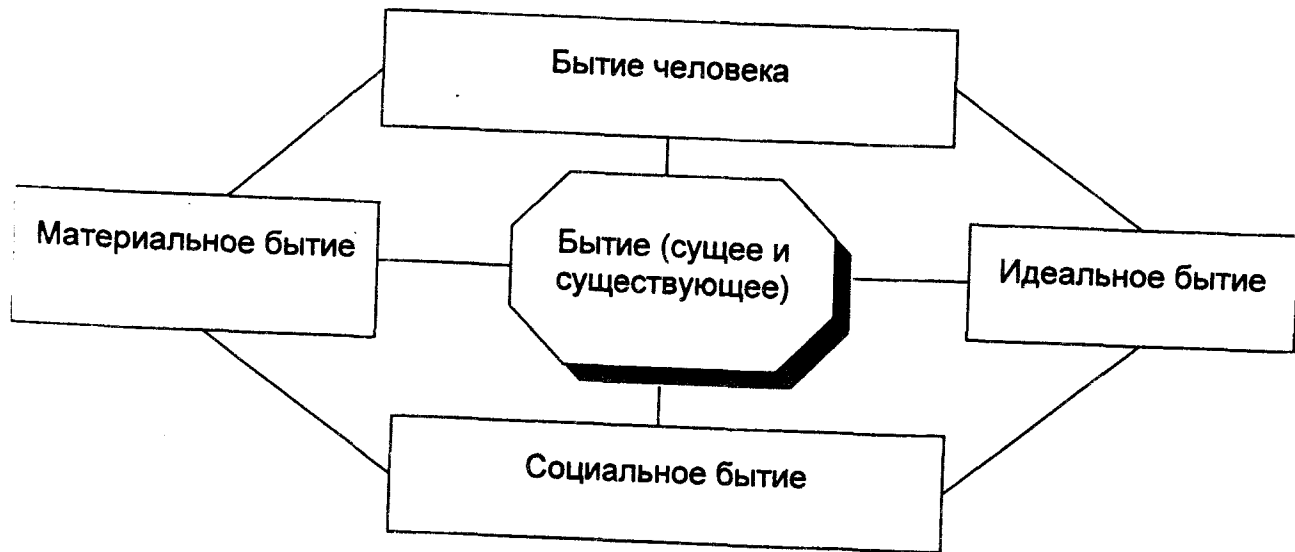 Бытие человека
Материальное бытие
Бытие (сущее и
существующее)
Идеальное бытие
Социальное бытие